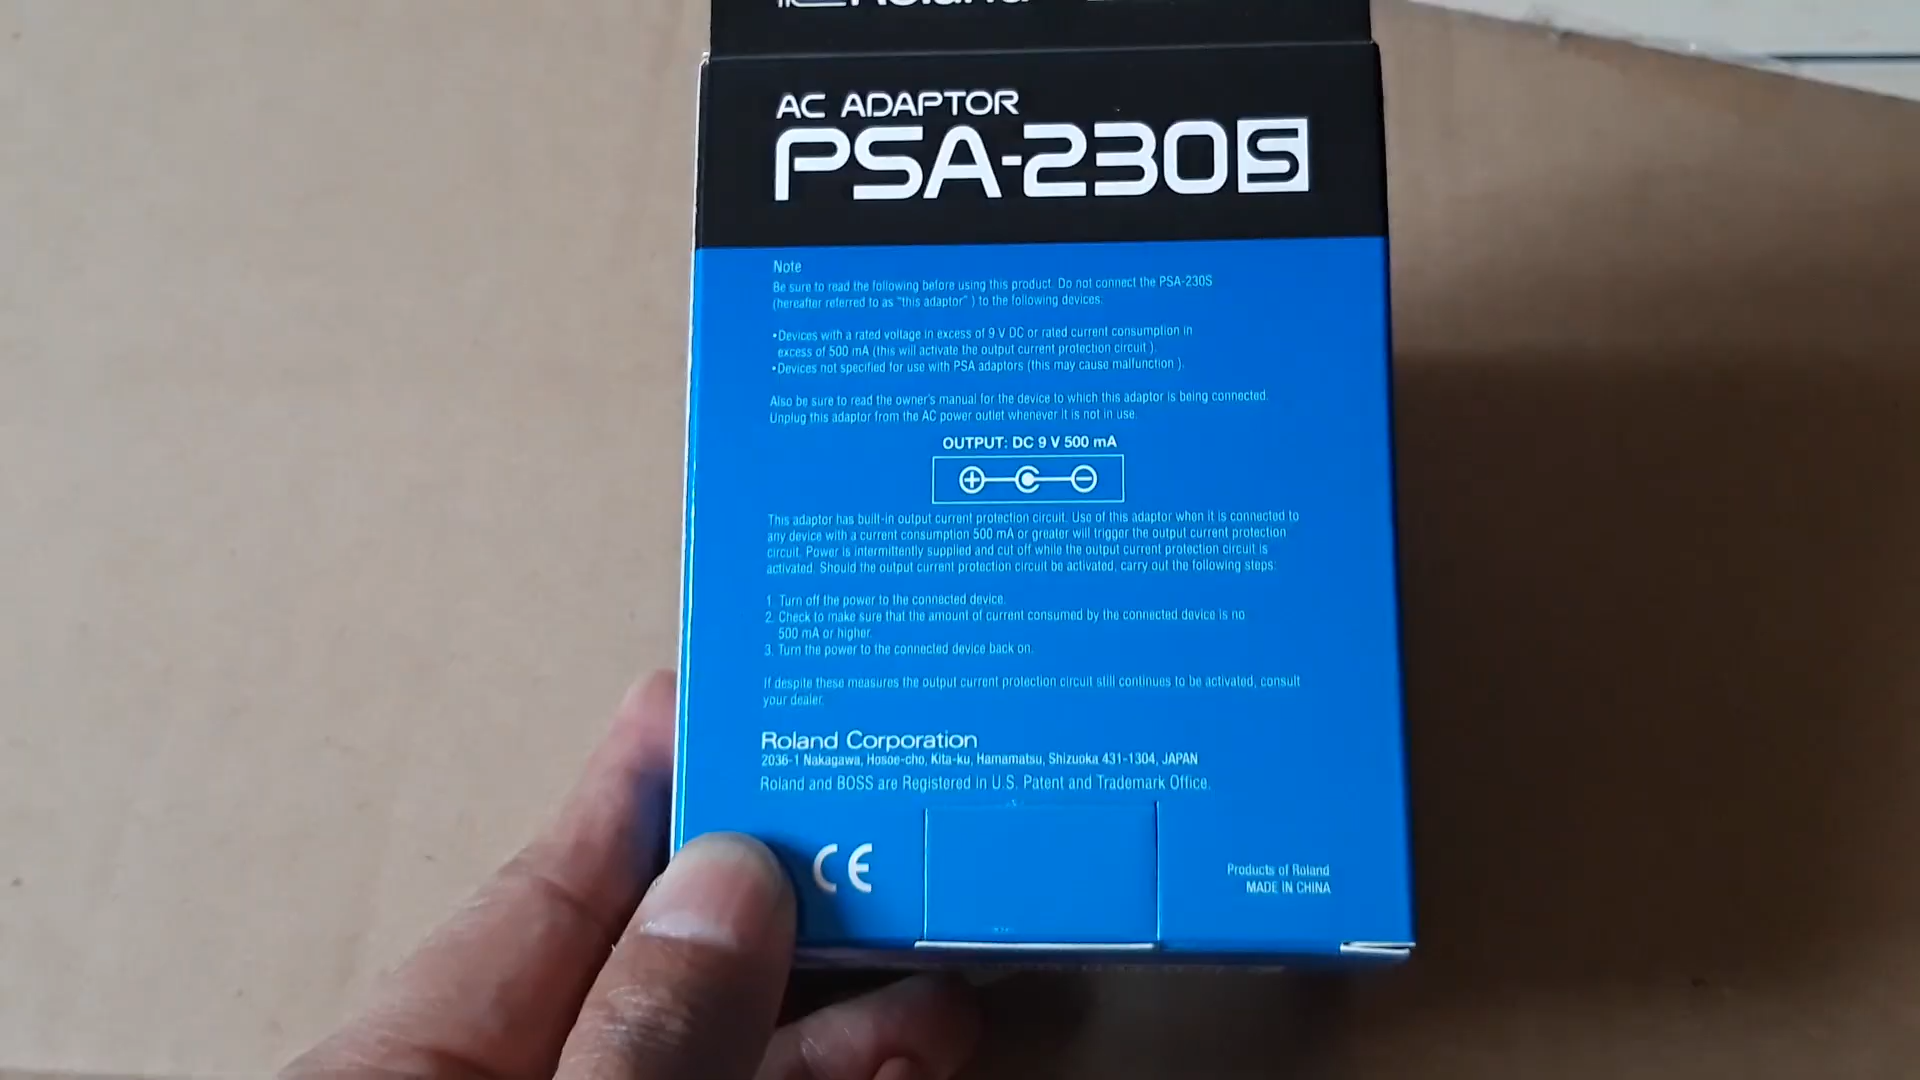 Roland
AC ADAPTOR
PSA-230S
Note
Be sure to read the following before using this product. Do not connect the PSA-230S
(hereafter referred to as "this adaptor" ) to the following devices.
•Devices with a rated voltage in excess of 9 V DC or rated current consumption in
excess of 500 mA (this will activate the output current protection circuit ).
•Devices not specified for use with PSA adaptors (this may cause malfunction ).
Also be sure to read the owner's manual for the device to which this adaptor is being connected.
Unplug this adaptor from the AC power outlet whenever it is not in use.
OUTPUT: DC 9 V 500 mA
This adaptor has built-in output current protection circuit. Use of this adaptor when it is connected to
any device with a current consumption 500 mA or greater will trigger the output current protection
circuit. Power is intermittently supplied and cut off while the output current protection circuit is
activated. Should the output current protection circuit be activated, carry out the following steps:
1. Turn off the power to the connected device.
2. Check to make sure that the amount of current consumed by the connected device is no
500 mA or higher.
3. Turn the power to the connected device back on.
If despite these measures the output current protection circuit still continues to be activated, consult
your dealer.
Roland Corporation
2036-1 Nakagawa, Hosoe-cho, Kita-ku, Hamamatsu, Shizuoka 431-1304, JAPAN
Roland and BOSS are Registered in U.S. Patent and Trademark Office.
CE
Products of Roland
MADE IN CHINA